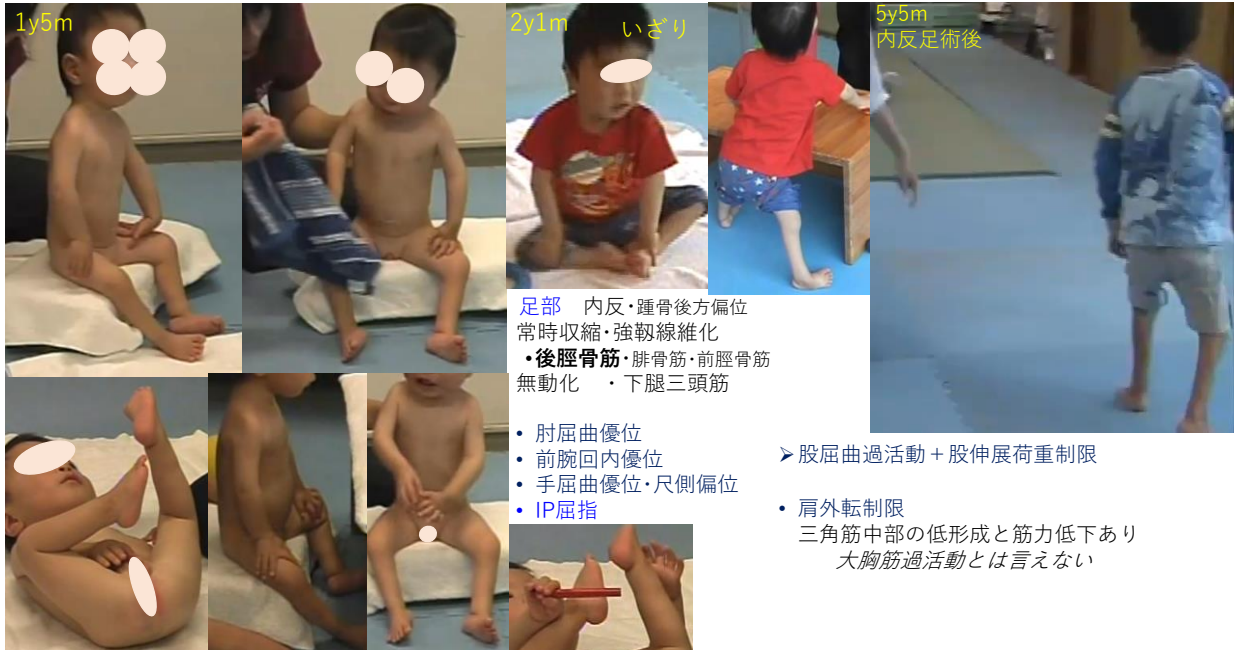 1y5m
2y1m
いざり
5y5m
内反足術後
足部　内反・踵骨後方偏位
常時収縮・強靱線維化
・後脛骨筋・腓骨筋・前脛骨筋
無動化　・下腿三頭筋
• 肘屈曲優位
• 前腕回内優位
• 手屈曲優位・尺側偏位
• IP屈指
➢股屈曲過活動＋股伸展荷重制限
• 肩外転制限
三角筋中部の低形成と筋力低下あり
大胸筋過活動とは言えない